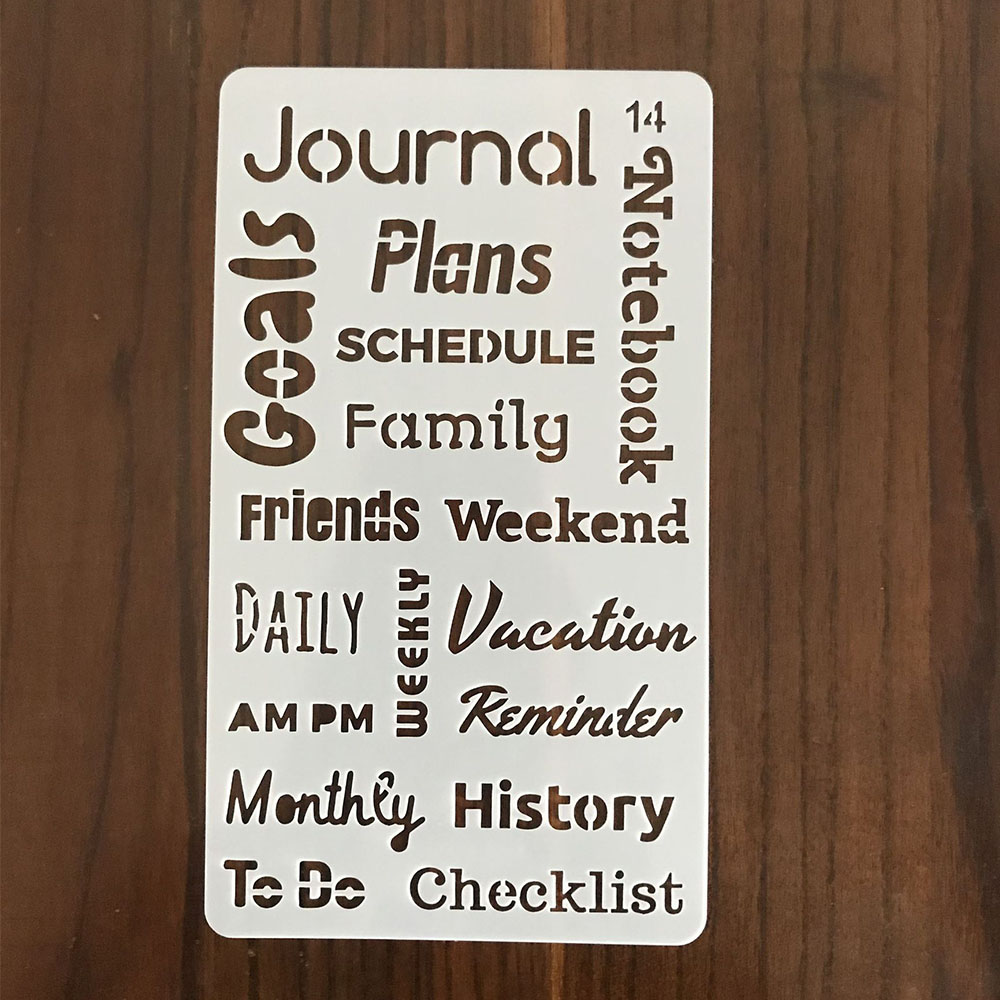 Journal
14
Notebook
Goals
Plans
SCHEDULE
Family
Friends
Weekend
DAILY
WEEKLY
Vacation
AM PM
Reminder
Monthly
History
To Do
Checklist